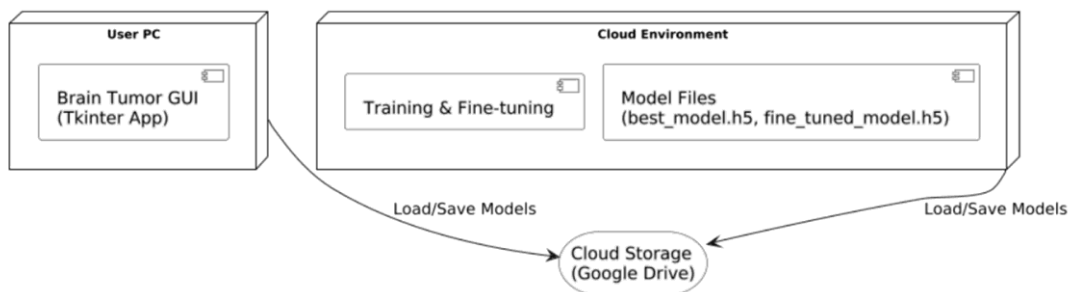 User PC
Brain Tumor GUI
(Tkinter App)
Cloud Environment
Training & Fine-tuning
Model Files
(best_model.h5, fine_tuned_model.h5)
Load/Save Models
Load/Save Models
Cloud Storage
(Google Drive)